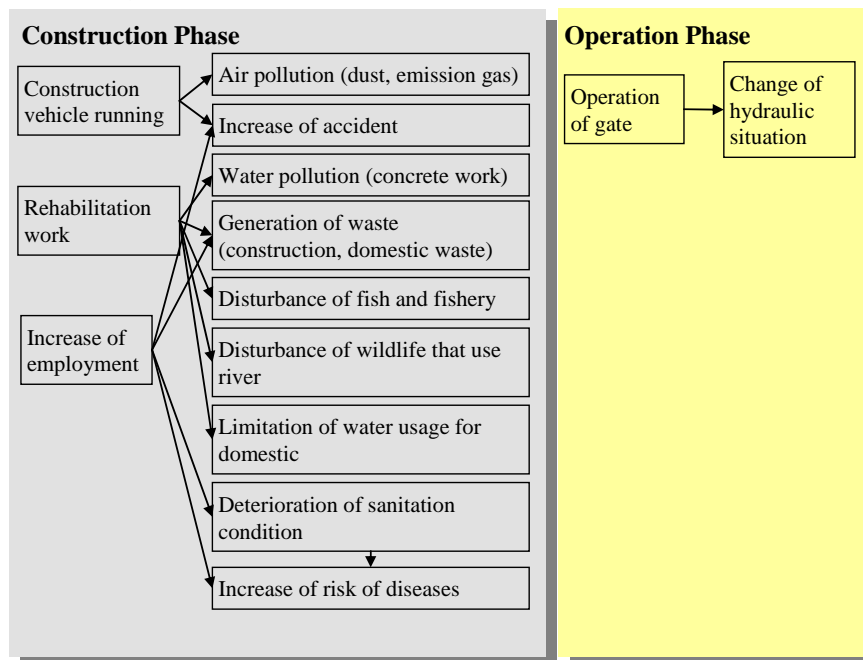 Construction Phase
Construction
vehicle running
Rehabilitation
work
Increase of
employment
Air pollution (dust, emission gas)
Increase of accident
Water pollution (concrete work)
Generation of waste
(construction, domestic waste)
Disturbance of fish and fishery
Disturbance of wildlife that use
river
Limitation of water usage for
domestic
Deterioration of sanitation
condition
Increase of risk of diseases
Operation Phase
Operation
of gate
Change of
hydraulic
situation